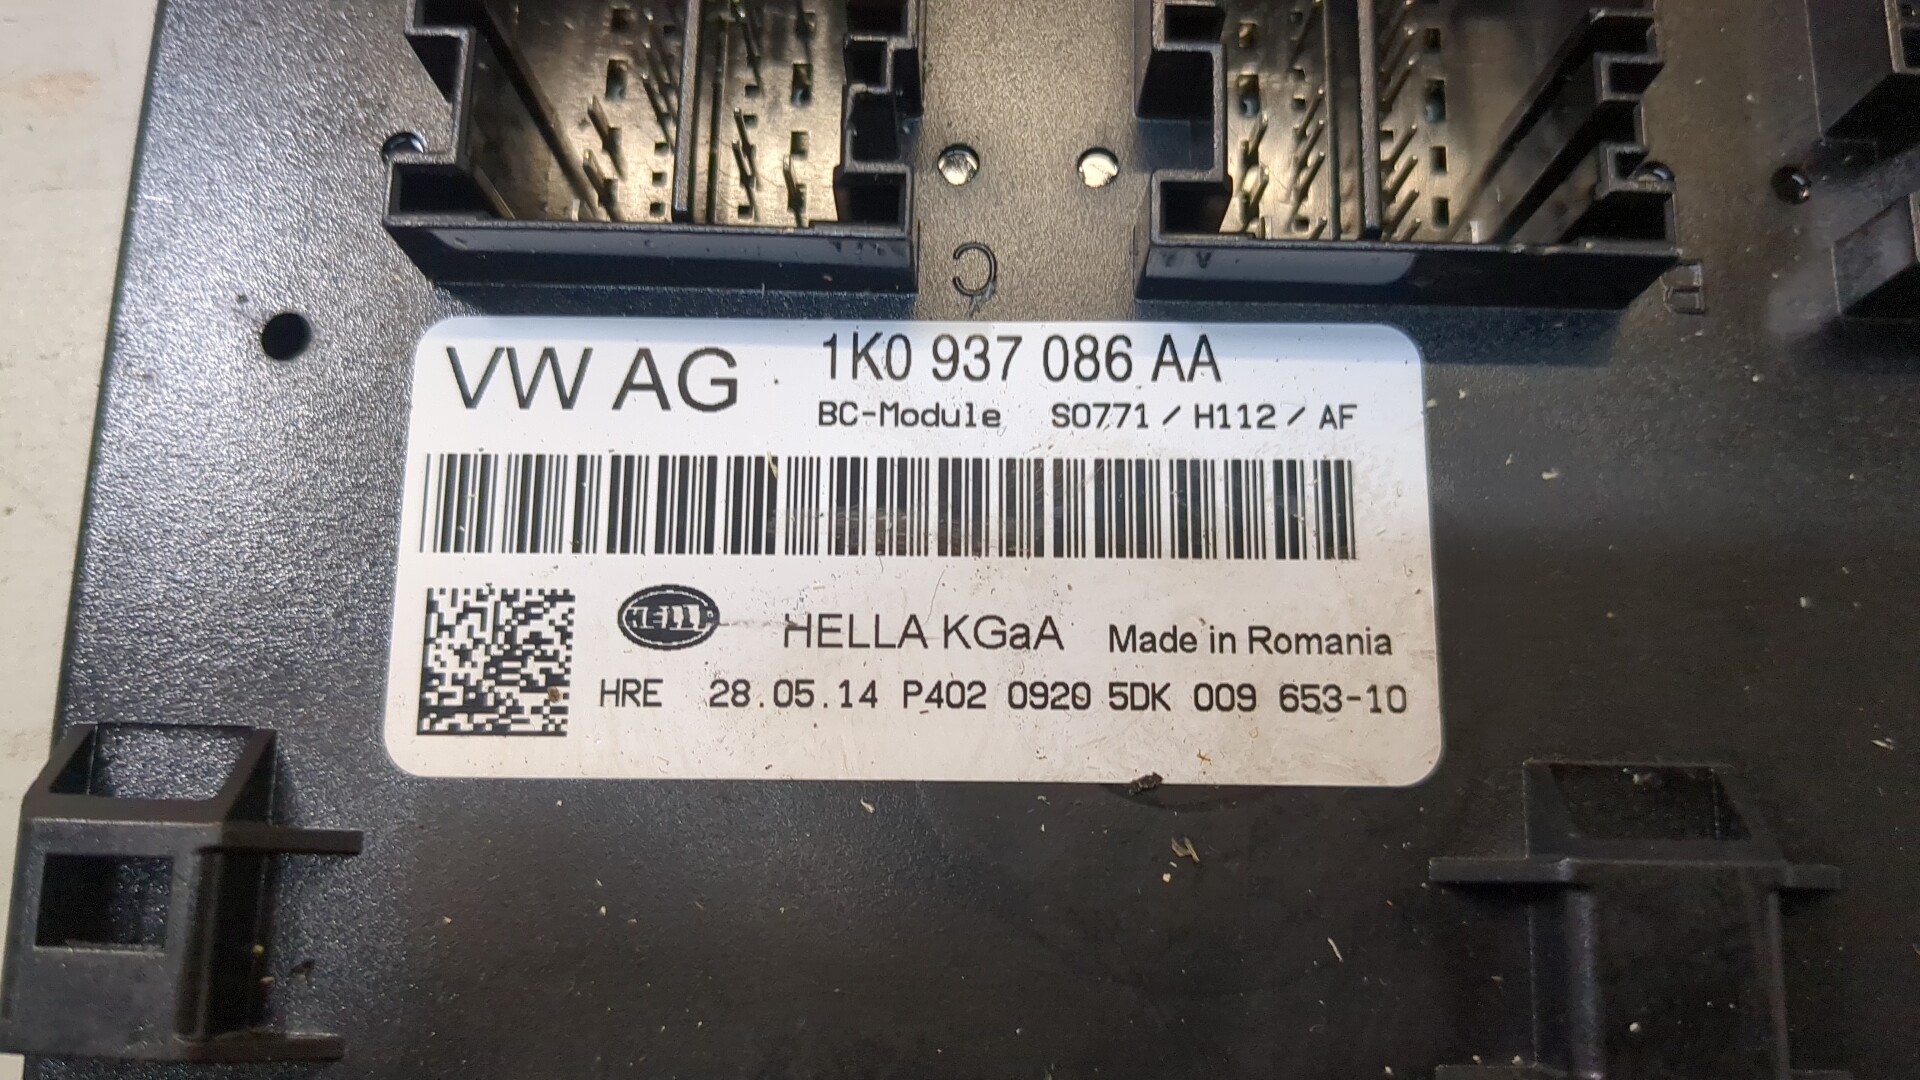 C
VW AG 1K0 937 086 AA
BC-Module S0771 / H112 / AF
HELLA HELLA KGaA Made in Romania
HRE 28.05.14 P402 0920 5DK 009 653-10